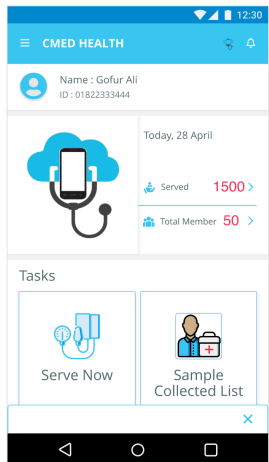 12:30
CMED HEALTH
Name : Gofur Ali
ID : 01822333444
Today, 28 April
Served 1500
Total Member 50
Tasks
Serve Now
Sample
Collected List